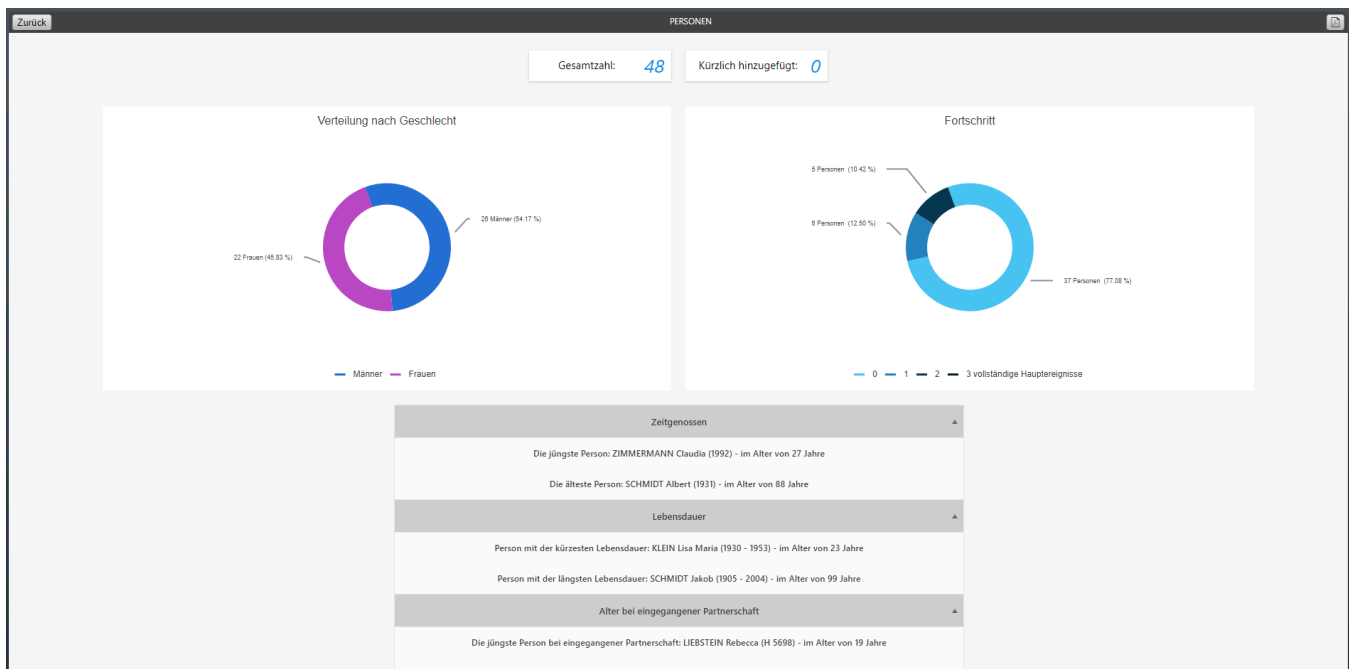 Zurück
PERSONEN
Gesamtzahl: 48
Kürzlich hinzugefügt: 0
Verteilung nach Geschlecht
26 Männer (54.17 %)
22 Frauen (45.83 %)
Männer Frauen
Fortschritt
5 Personen (10.42 %)
6 Personen (12.50 %)
37 Personen (77.08 %)
0 1 2 3 vollständige Hauptereignisse
Zeitgenossen
Die jüngste Person: ZIMMERMANN Claudia (1992) - im Alter von 27 Jahre
Die älteste Person: SCHMIDT Albert (1931) - im Alter von 88 Jahre
Lebensdauer
Person mit der kürzesten Lebensdauer: KLEIN Lisa Maria (1930 - 1953) - im Alter von 23 Jahre
Person mit der längsten Lebensdauer: SCHMIDT Jakob (1905 - 2004) - im Alter von 99 Jahre
Alter bei eingegangener Partnerschaft
Die jüngste Person bei eingegangener Partnerschaft: LIEBSTEIN Rebecca (H 5698) - im Alter von 19 Jahre